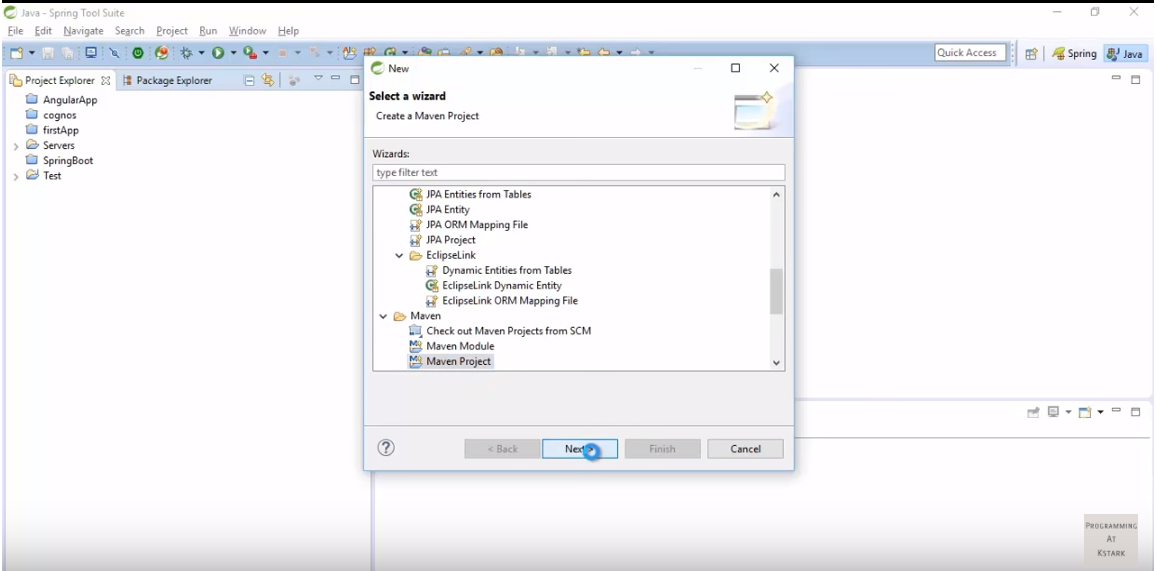 Java - Spring Tool Suite
File Edit Navigate Search Project Run Window Help
Quick Access
Spring
Java
Project Explorer
Package Explorer
AngularApp
cognos
firstApp
Servers
SpringBoot
Test
New
Select a wizard
Create a Maven Project
Wizards:
type filter text
JPA Entities from Tables
JPA Entity
JPA ORM Mapping File
JPA Project
EclipseLink
Dynamic Entities from Tables
EclipseLink Dynamic Entity
EclipseLink ORM Mapping File
Maven
Check out Maven Projects from SCM
Maven Module
Maven Project
< Back
Next >
Finish
Cancel
PROGRAMMING
AT
KSTARK